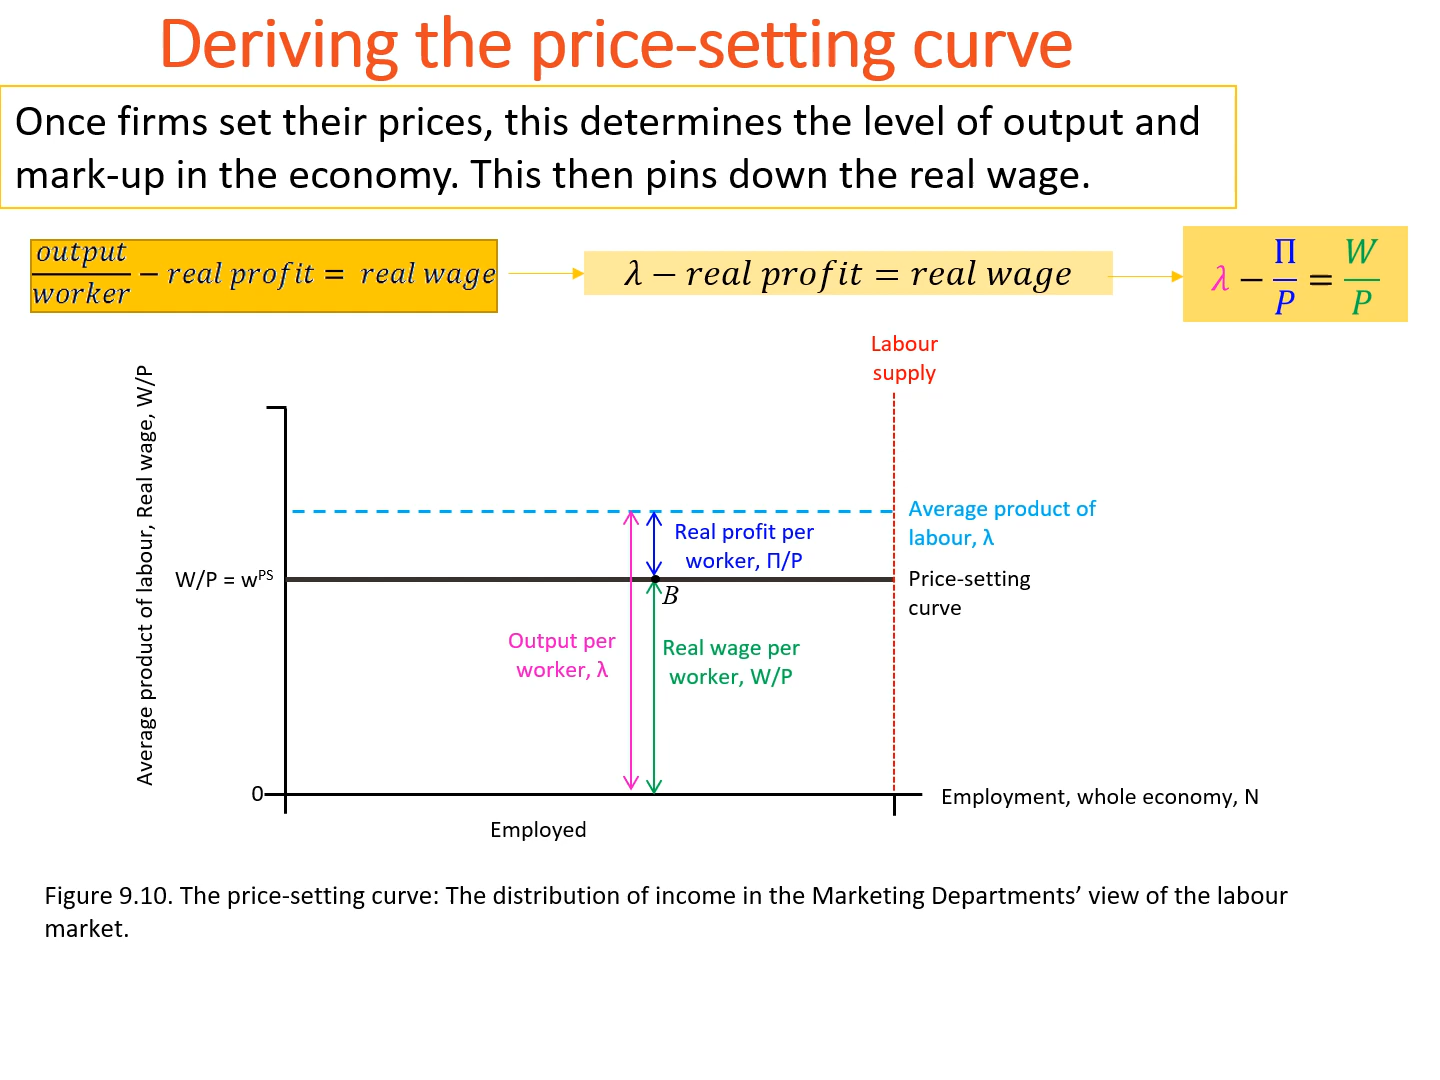 Deriving the price-setting curve
Once firms set their prices, this determines the level of output and
mark-up in the economy. This then pins down the real wage.
output/worker − real profit = real wage
λ − real profit = real wage
λ − Π/P = W/P
Labour
supply
Average product of labour, Real wage, W/P
Average product of
labour, λ
Real profit per
worker, Π/P
W/P = wᴾˢ
Price-setting
curve
B
Output per
worker, λ
Real wage per
worker, W/P
0
Employment, whole economy, N
Employed
Figure 9.10. The price-setting curve: The distribution of income in the Marketing Departments’ view of the labour
market.